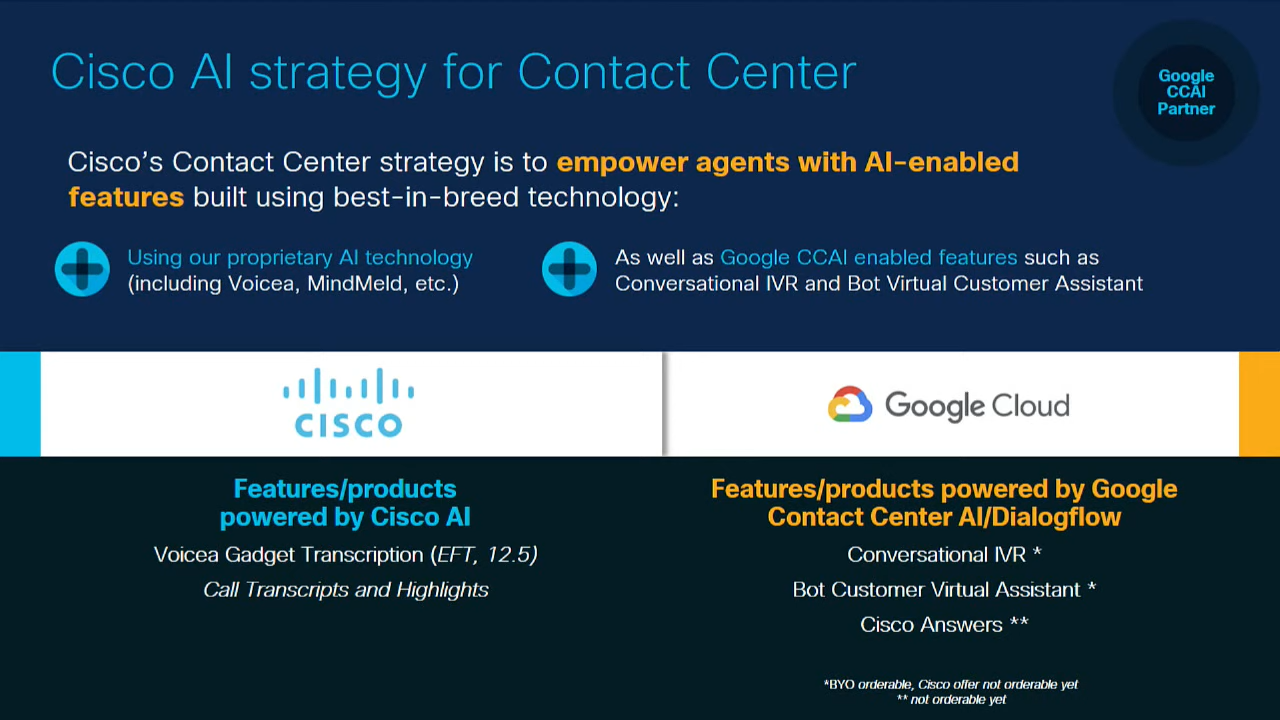 Cisco AI strategy for Contact Center
Google
CCAI
Partner
Cisco's Contact Center strategy is to empower agents with AI-enabled
features built using best-in-breed technology:
Using our proprietary AI technology
(including Voicea, MindMeld, etc.)
As well as Google CCAI enabled features such as
Conversational IVR and Bot Virtual Customer Assistant
CISCO
Google Cloud
Features/products
powered by Cisco AI
Voicea Gadget Transcription (EFT, 12.5)
Call Transcripts and Highlights
Features/products powered by Google
Contact Center AI/Dialogflow
Conversational IVR *
Bot Customer Virtual Assistant *
Cisco Answers **
*BYO orderable, Cisco offer not orderable yet
** not orderable yet